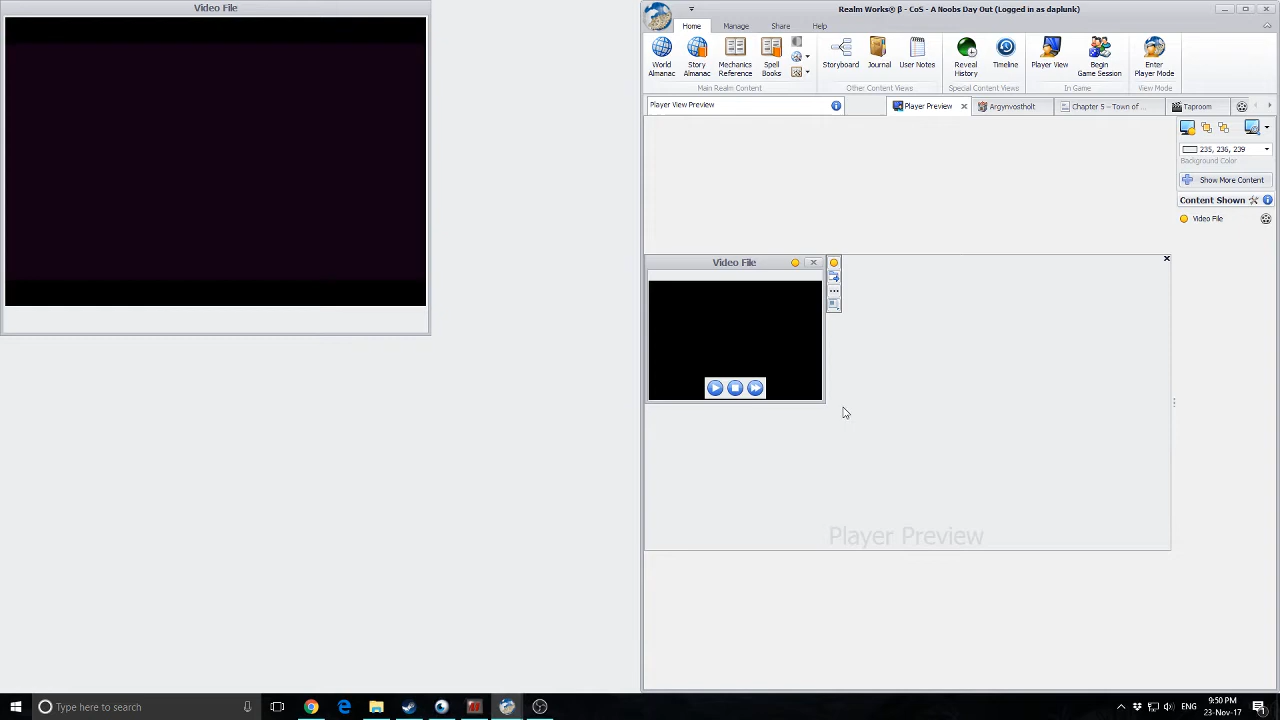 Video File
Realm Works® β - CoS - A Noobs Day Out (Logged in as daplunk)
Home
Manage
Share
Help
World
Almanac
Story
Almanac
Mechanics
Reference
Spell
Books
Storyboard
Journal
User Notes
Reveal
History
Timeline
Player View
Begin
Game Session
Enter
Player Mode
Main Realm Content
Other Content Views
Special Content Views
In Game
View Mode
Player View Preview
Player Preview
Argynvostholt
Chapter 5 – Town of ...
Taproom
235, 236, 239
Background Color
Show More Content
Content Shown
Video File
Video File
Player Preview
Type here to search
ENG
9:50 PM
23-Nov-17